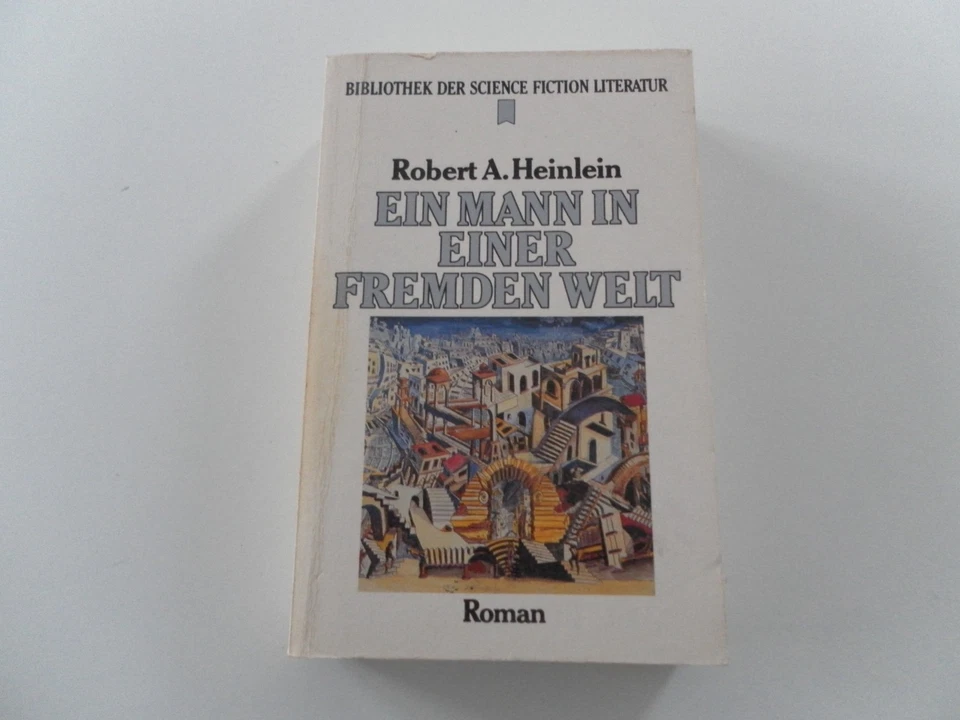 BIBLIOTHEK DER SCIENCE FICTION LITERATUR
Robert A. Heinlein
EIN MANN IN
EINER
FREMDEN WELT
Roman